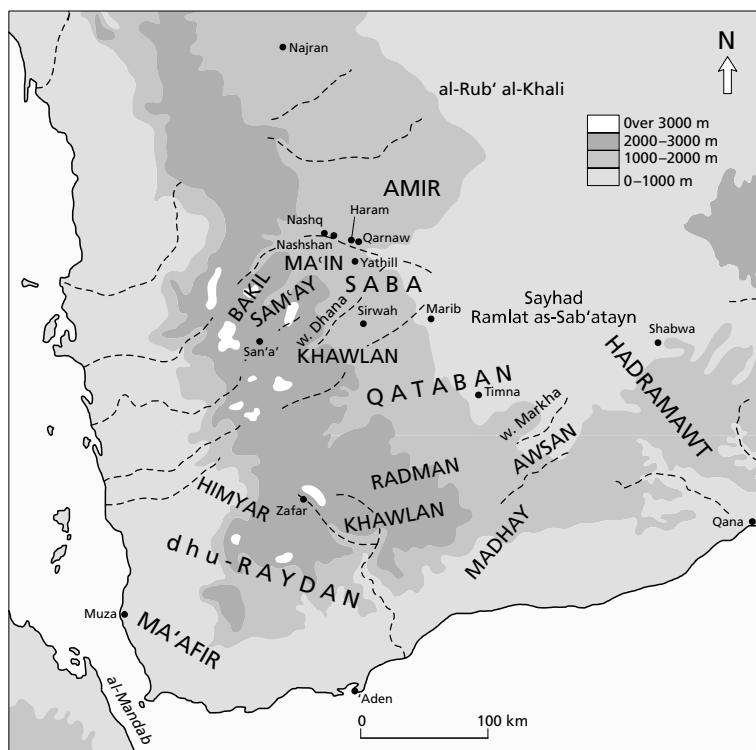 Najran
N
al-Rub‘ al-Khali
0ver 3000 m
2000–3000 m
1000–2000 m
0–1000 m
AMIR
Haram
Nashq
Nashshan
Qarnaw
MA‘IN
Yathill
SABA
BAKIL
SAM‘AY
w. Dhana
Sirwah
Marib
Sayhad
Ramlat as-Sab‘atayn
Shabwa
San‘a’
KHAWLAN
HADRAMAWT
QATABAN
Timna
w. Markha
AWSAN
RADMAN
HIMYAR
Zafar
KHAWLAN
MADHAY
Qana
dhu-RAYDAN
Muza
MA‘AFIR
al-Mandab
‘Aden
0 100 km